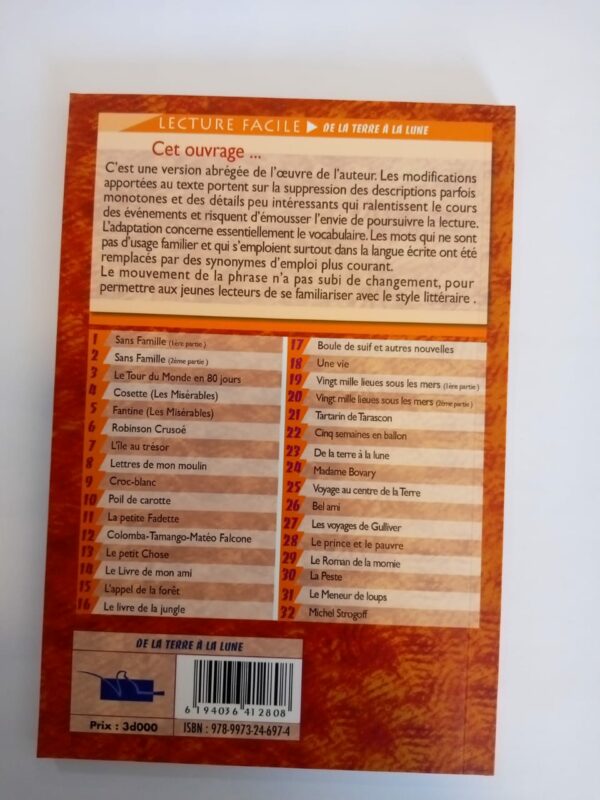 LECTURE FACILE ▶ DE LA TERRE À LA LUNE
Cet ouvrage ...
C'est une version abrégée de l'œuvre de l'auteur. Les modifications
apportées au texte portent sur la suppression des descriptions parfois
monotones et des détails peu intéressants qui ralentissent le cours
des événements et risquent d'émousser l'envie de poursuivre la lecture.
L'adaptation concerne essentiellement le vocabulaire. Les mots qui ne sont
pas d'usage familier et qui s'emploient surtout dans la langue écrite ont été
remplacés par des synonymes d'emploi plus courant.
Le mouvement de la phrase n'a pas subi de changement, pour
permettre aux jeunes lecteurs de se familiariser avec le style littéraire .
1 Sans Famille (1ère partie )
2 Sans Famille (2ème partie )
3 Le Tour du Monde en 80 jours
4 Cosette (Les Misérables)
5 Fantine (Les Misérables)
6 Robinson Crusoé
7 L'île au trésor
8 Lettres de mon moulin
9 Croc-blanc
10 Poil de carotte
11 La petite Fadette
12 Colomba-Tamango-Matéo Falcone
13 Le petit Chose
14 Le Livre de mon ami
15 L'appel de la forêt
16 Le livre de la jungle
17 Boule de suif et autres nouvelles
18 Une vie
19 Vingt mille lieues sous les mers (1ère partie )
20 Vingt mille lieues sous les mers (2ème partie )
21 Tartarin de Tarascon
22 Cinq semaines en ballon
23 De la terre à la lune
24 Madame Bovary
25 Voyage au centre de la Terre
26 Bel ami
27 Les voyages de Gulliver
28 Le prince et le pauvre
29 Le Roman de la momie
30 La Peste
31 Le Meneur de loups
32 Michel Strogoff
DE LA TERRE À LA LUNE
6 194036 412808
Prix : 3d000
ISBN : 978-9973-24-697-4